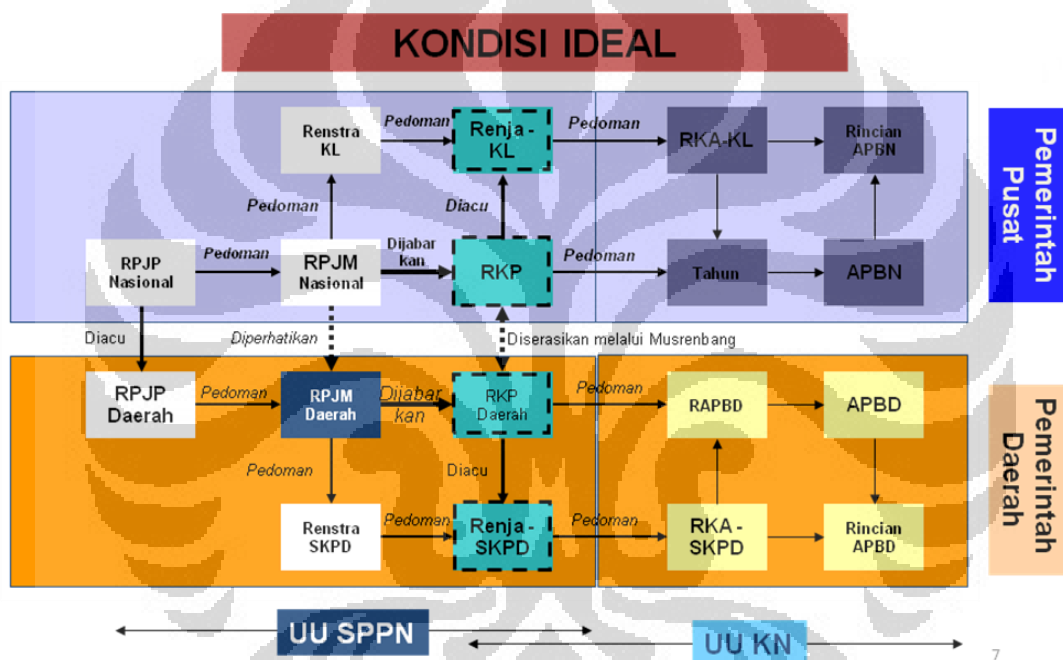 KONDISI IDEAL
Renstra
KL
Pedoman
Renja -
KL
Pedoman
RKA-KL
Rincian
APBN
Pedoman
Diacu
RPJP
Nasional
Pedoman
RPJM
Nasional
Dijabar
kan
RKP
Pedoman
Tahun
APBN
Pemerintah
Pusat
Diacu
Diperhatikan
Diserasikan melalui Musrenbang
RPJP
Daerah
Pedoman
RPJM
Daerah
Dijabar
kan
RKP
Daerah
Pedoman
RAPBD
APBD
Pedoman
Diacu
Renstra
SKPD
Pedoman
Renja -
SKPD
Pedoman
RKA -
SKPD
Rincian
APBD
Pemerintah
Daerah
UU SPPN
UU KN
7